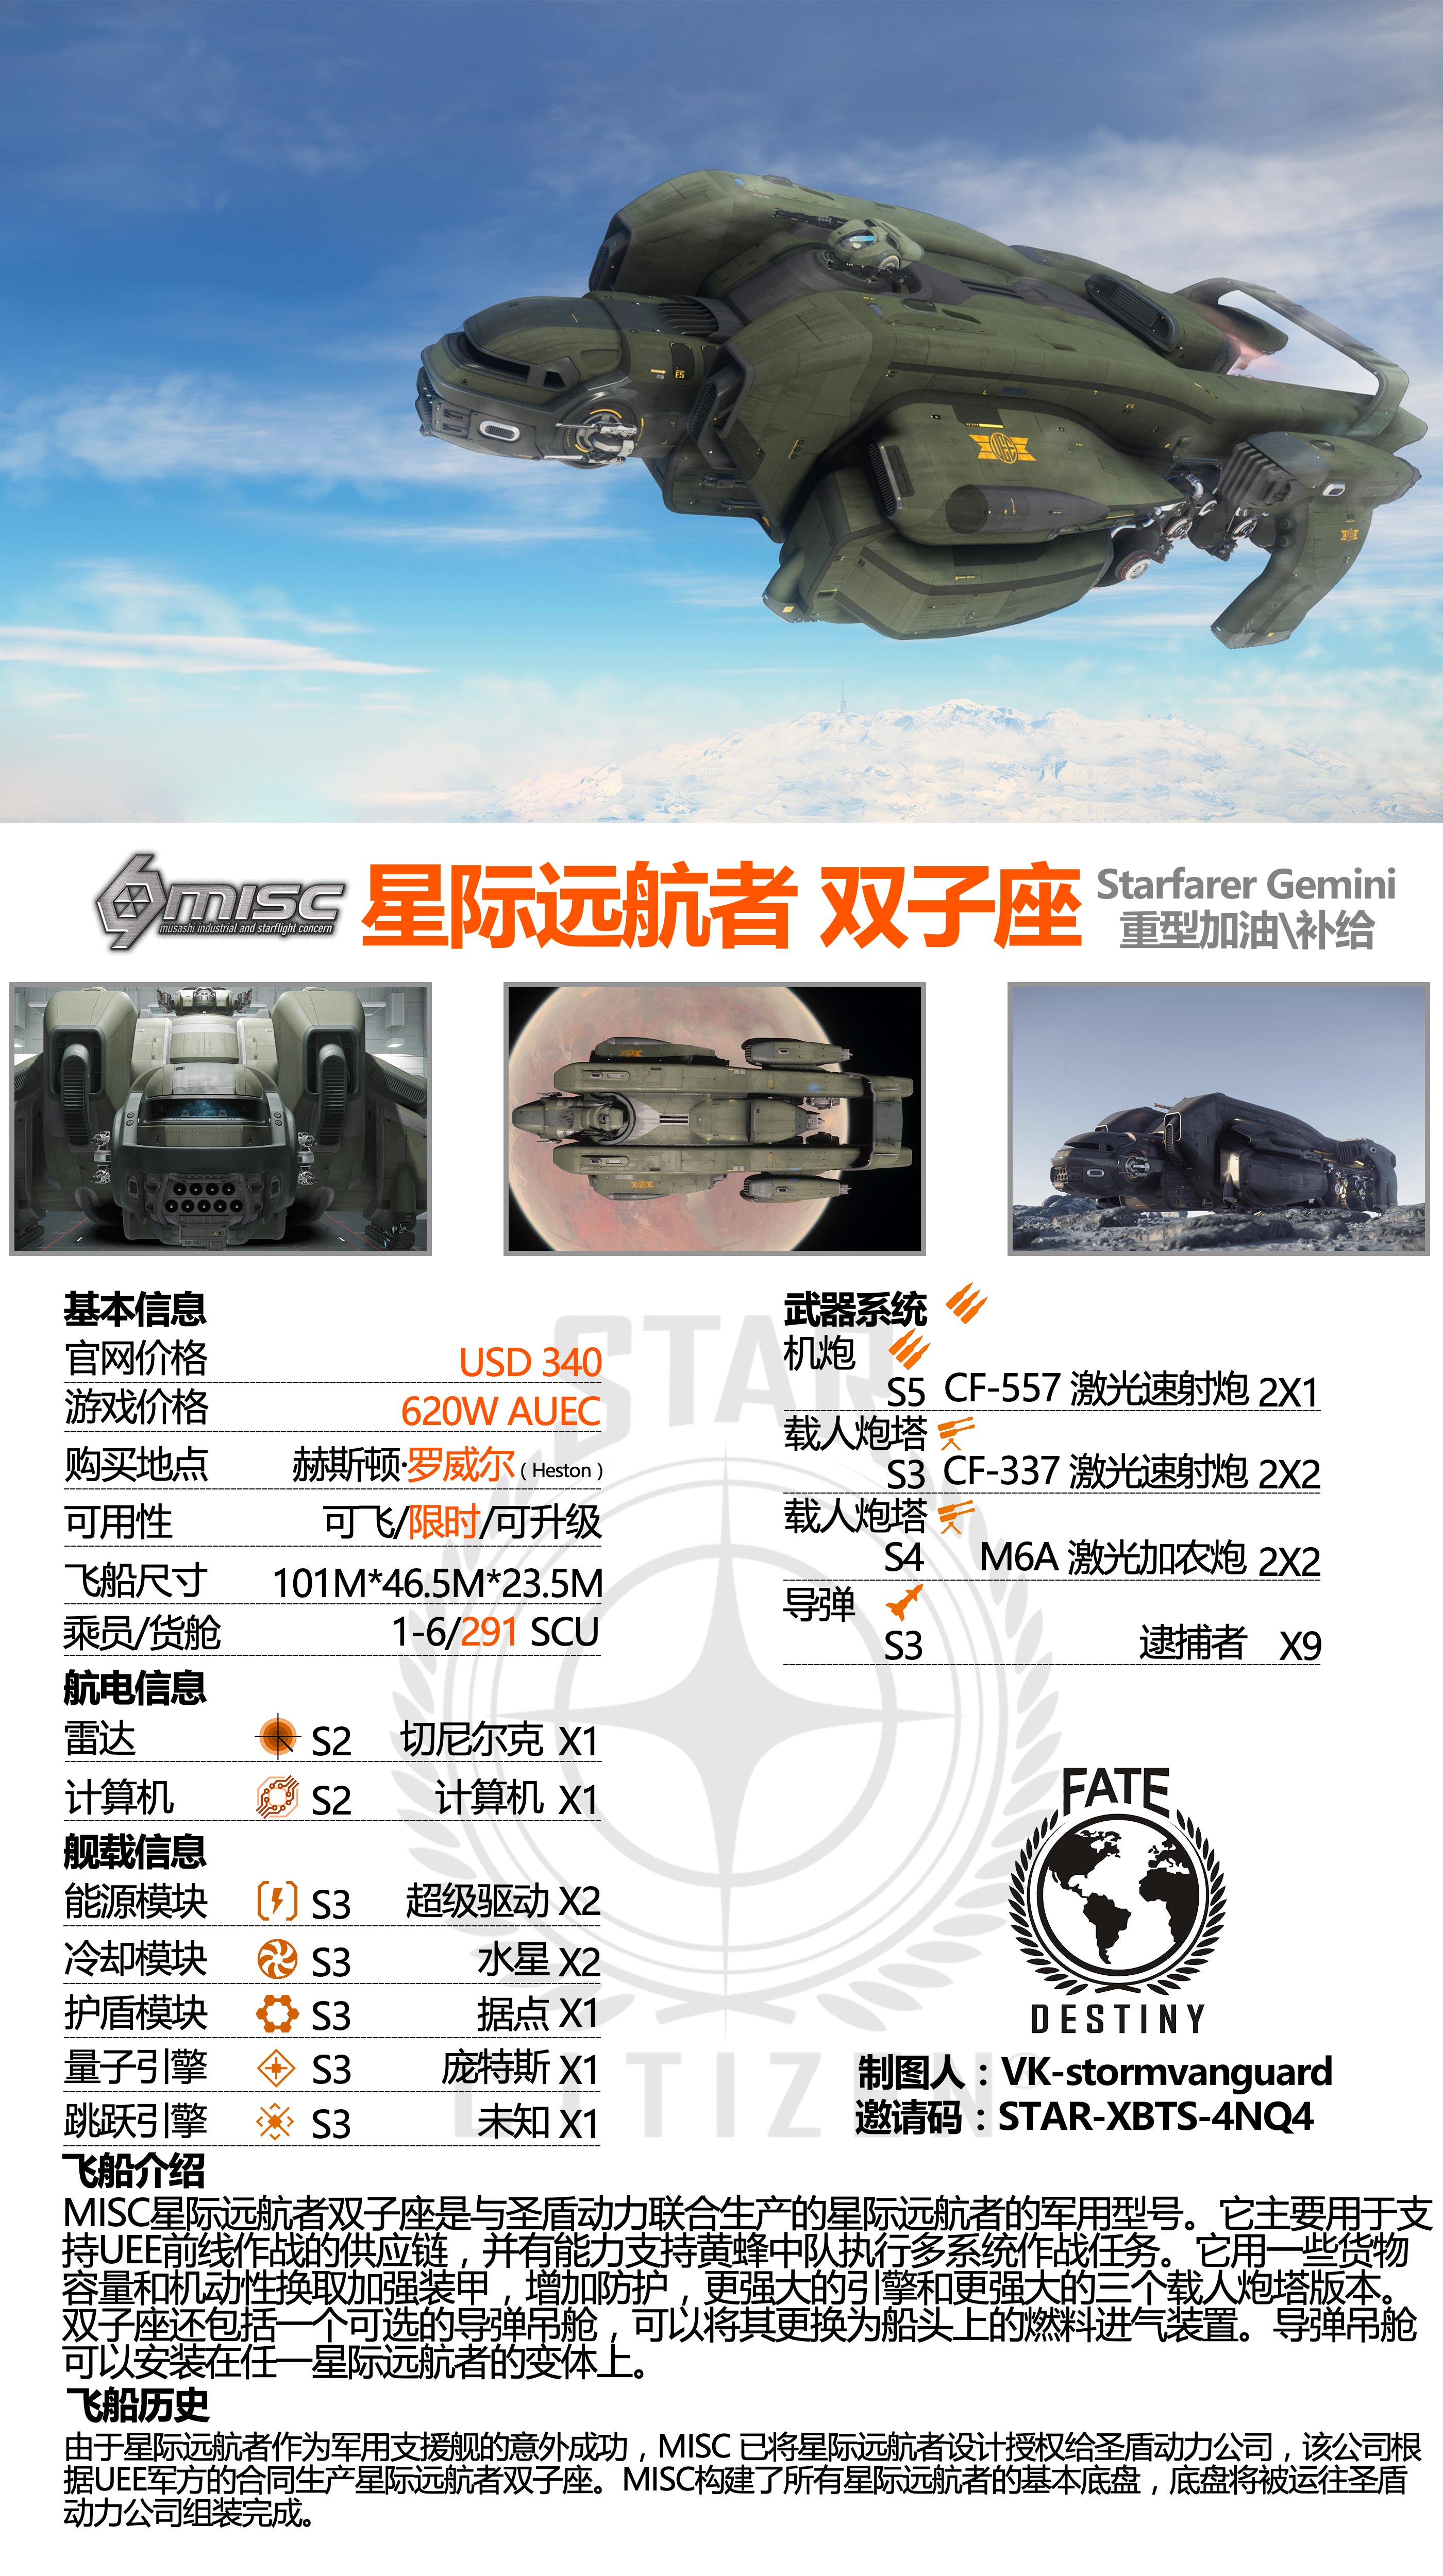 E5
UEE
MISC
musashi industrial and starflight concern
星际远航者 双子座
Starfarer Gemini
重型加油\补给
STAR CITIZEN
基本信息
官网价格 USD 340
游戏价格 620W AUEC
购买地点 赫斯顿·罗威尔（Heston）
可用性 可飞/限时/可升级
飞船尺寸 101M*46.5M*23.5M
乘员/货舱 1-6/291 SCU
航电信息
雷达 S2 切尼尔克 X1
计算机 S2 计算机 X1
舰载信息
能源模块 S3 超级驱动 X2
冷却模块 S3 水星 X2
护盾模块 S3 据点 X1
量子引擎 S3 庞特斯 X1
跳跃引擎 S3 未知 X1
武器系统
机炮
S5 CF-557 激光速射炮 2X1
载人炮塔
S3 CF-337 激光速射炮 2X2
载人炮塔
S4 M6A 激光加农炮 2X2
导弹
S3 逮捕者 X9
FATE
DESTINY
制图人：VK-stormvanguard
邀请码：STAR-XBTS-4NQ4
飞船介绍
MISC星际远航者双子座是与圣盾动力联合生产的星际远航者的军用型号。它主要用于支
持UEE前线作战的供应链，并有能力支持黄蜂中队执行多系统作战任务。它用一些货物
容量和机动性换取加强装甲，增加防护，更强大的引擎和更强大的三个载人炮塔版本。
双子座还包括一个可选的导弹吊舱，可以将其更换为船头上的燃料进气装置。导弹吊舱
可以安装在任一星际远航者的变体上。
飞船历史
由于星际远航者作为军用支援舰的意外成功，MISC 已将星际远航者设计授权给圣盾动力公司，该公司根
据UEE军方的合同生产星际远航者双子座。MISC构建了所有星际远航者的基本底盘，底盘将被运往圣盾
动力公司组装完成。